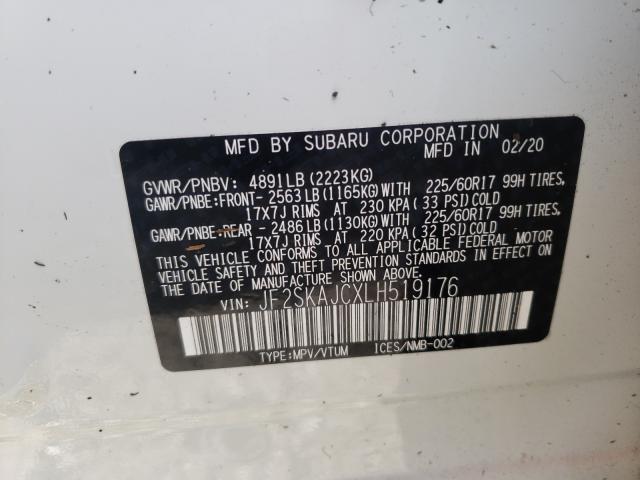 MFD BY SUBARU CORPORATION
MFD IN 02/20
GVWR/PNBV: 4891LB (2223KG)
GAWR/PNBE:FRONT- 2563LB (1165KG)WITH 225/60R17 99H TIRES,
17X7J RIMS AT 230 KPA ( 33 PSI) COLD
GAWR/PNBE-REAR - 2486LB (1130KG)WITH 225/60R17 99H TIRES,
17X7J RIMS AT 220 KPA ( 32 PSI) COLD
THIS VEHICLE CONFORMS TO ALL APPLICABLE FEDERAL MOTOR
VEHICLE SAFETY AND THEFT PREVENTION STANDARDS IN EFFECT ON
THE DATE OF MANUFACTURE SHOWN ABOVE.
VIN: JF2SKAJCXLH519176
TYPE:MPV/VTUM ICES/NMB-002